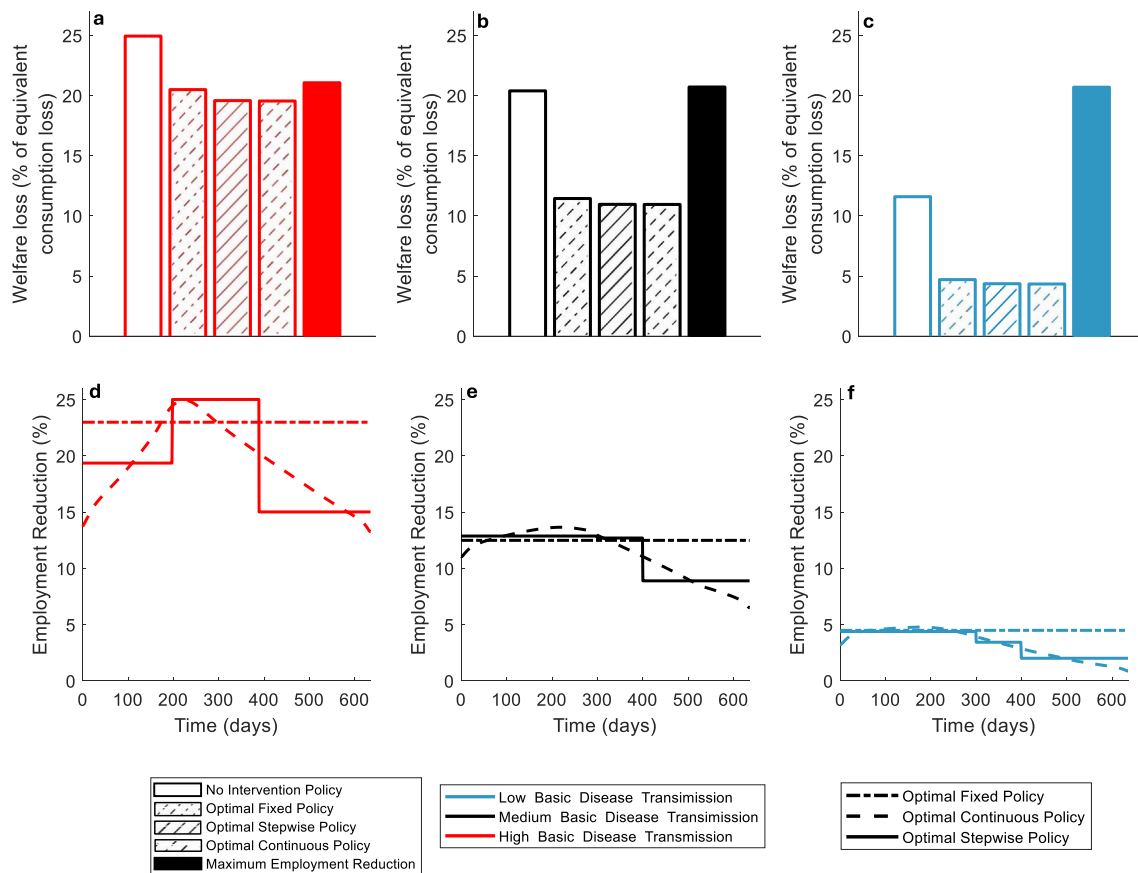 a
b
c
Welfare loss (% of equivalent
consumption loss)
25
20
15
10
5
0
Welfare loss (% of equivalent
consumption loss)
25
20
15
10
5
0
Welfare loss (% of equivalent
consumption loss)
25
20
15
10
5
0
d
e
f
Employment Reduction (%)
25
20
15
10
5
0
0 100 200 300 400 500 600
Time (days)
Employment Reduction (%)
25
20
15
10
5
0
0 100 200 300 400 500 600
Time (days)
Employment Reduction (%)
25
20
15
10
5
0
0 100 200 300 400 500 600
Time (days)
No Intervention Policy
Optimal Fixed Policy
Optimal Stepwise Policy
Optimal Continuous Policy
Maximum Employment Reduction
Low Basic Disease Transimission
Medium Basic Disease Transmission
High Basic Disease Transmission
Optimal Fixed Policy
Optimal Continuous Policy
Optimal Stepwise Policy